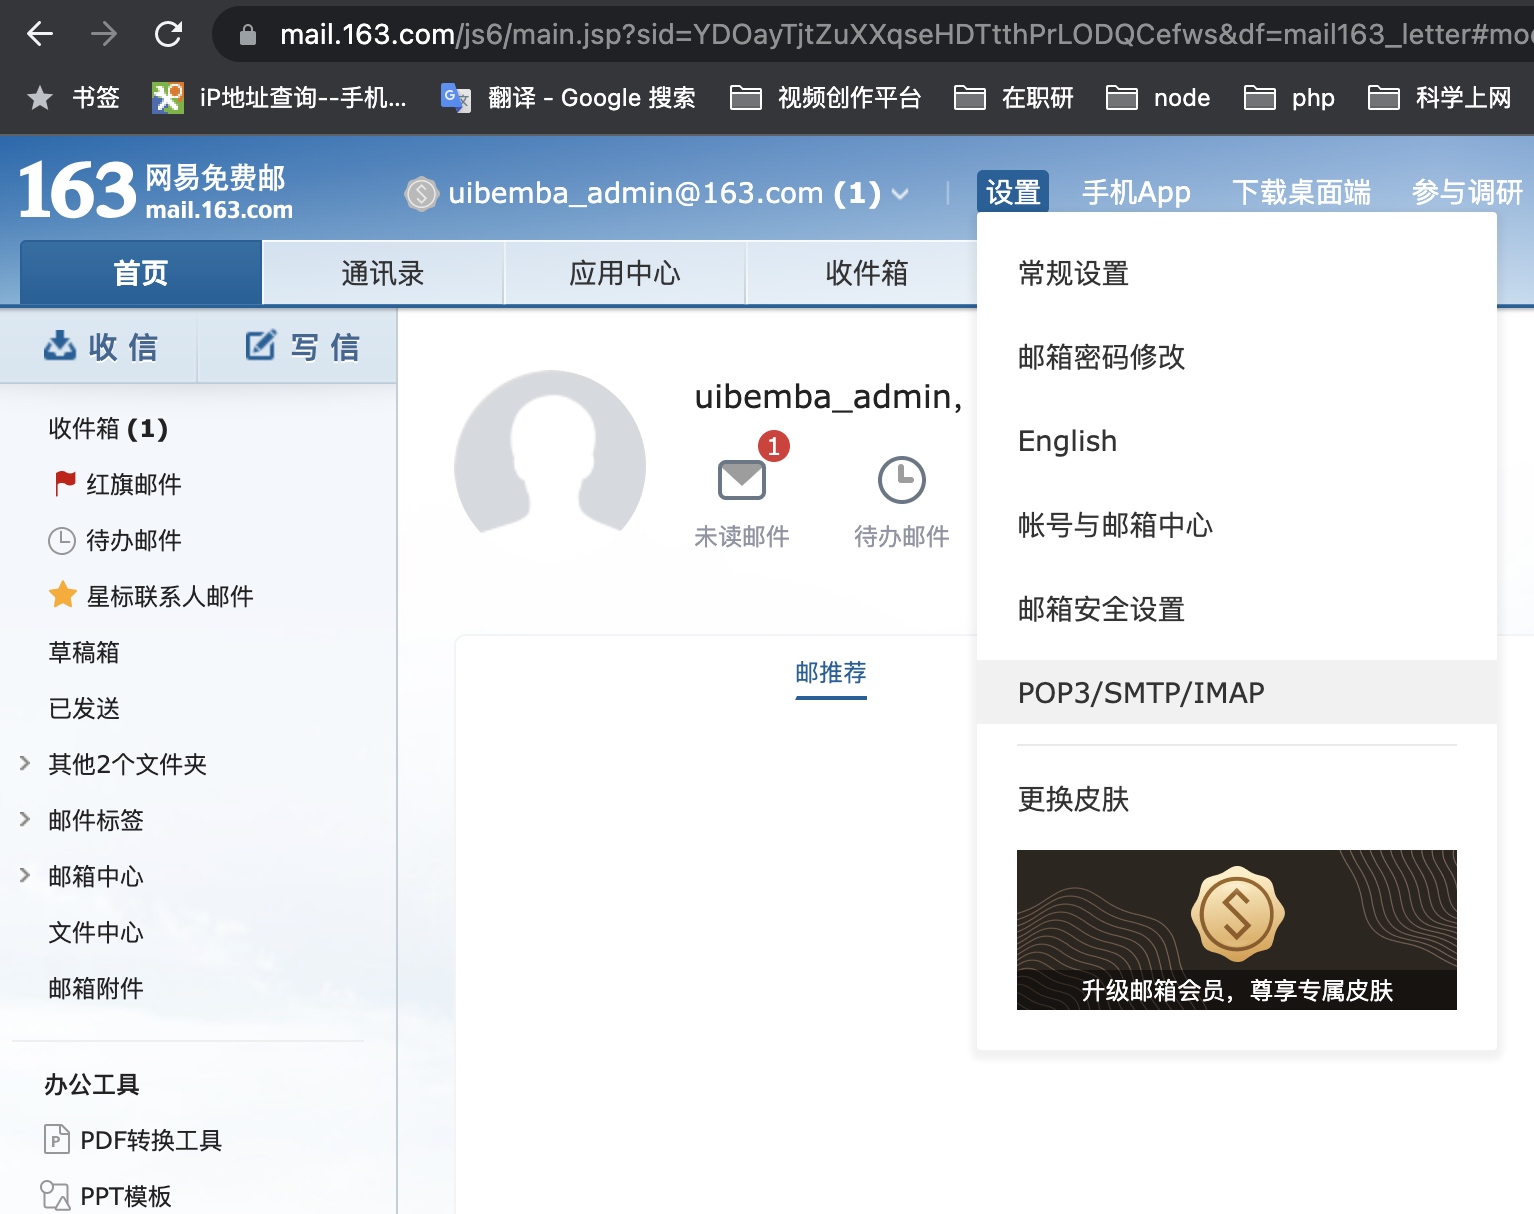 mail.163.com/js6/main.jsp?sid=YDOayTjtZuXXqseHDTtthPrLODQCefws&df=mail163_letter#mo
书签 iP地址查询--手机... 翻译 - Google 搜索 视频创作平台 在职研 node php 科学上网
163 网易免费邮 mail.163.com
uibemba_admin@163.com (1) 设置 手机App 下载桌面端 参与调研
首页 通讯录 应用中心 收件箱
收信 写信
收件箱 (1)
红旗邮件
待办邮件
星标联系人邮件
草稿箱
已发送
其他2个文件夹
邮件标签
邮箱中心
文件中心
邮箱附件
办公工具
P PDF转换工具
PPT模板
uibemba_admin,
1
未读邮件 待办邮件
邮推荐
常规设置
邮箱密码修改
English
帐号与邮箱中心
邮箱安全设置
POP3/SMTP/IMAP
更换皮肤
升级邮箱会员，尊享专属皮肤